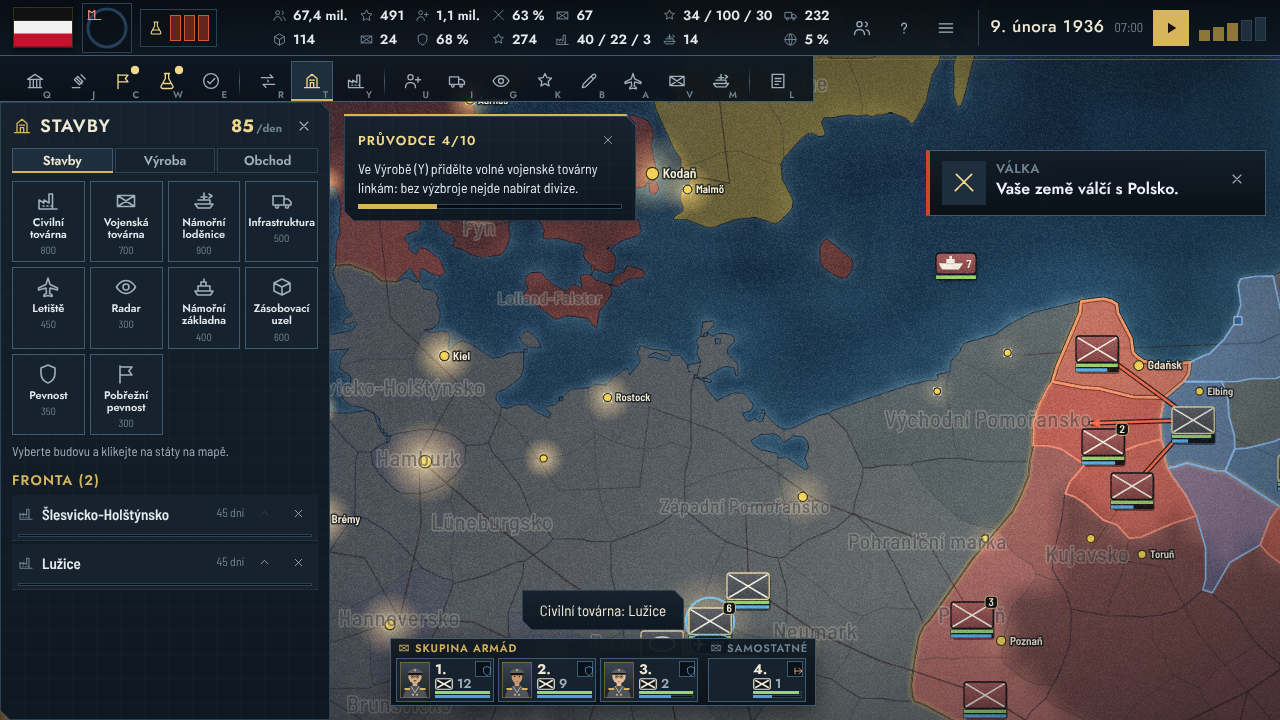 67,4 mil. 491 1,1 mil. 63 % 67 34 / 100 / 30 232
114 24 68 % 274 40 / 22 / 3 14 5 %
?
9. února 1936 07:00
Q J C W E R T Y U I G K B A V M L
STAVBY 85 /den
Stavby Výroba Obchod
Civilní továrna 800
Vojenská továrna 700
Námořní loděnice 900
Infrastruktura 500
Letiště 450
Radar 300
Námořní základna 400
Zásobovací uzel 600
Pevnost 350
Pobřežní pevnost 300
Vyberte budovu a klikejte na státy na mapě.
FRONTA (2)
Šlesvicko-Holštýnsko 45 dní
Lužice 45 dní
PRŮVODCE 4/10
Ve Výrobě (Y) přidělte volné vojenské továrny
linkám: bez výzbroje nejde nabírat divize.
VÁLKA
Vaše země válčí s Polskem.
Kodaň
Malmö
Fyn
Lolland-Falster
7
Kiel
vicko-Holštýnsko
Rostock
Hamburk
Lüneburgsko
Brémy
Západní Pomořansko
Východní Pomořansko
Pohraniční marka
Gdaňsk
Elbing
2
Kujavsko
Toruň
3
Poznaň
Civilní továrna: Lužice
6
Neumark
Hannoversko
Brunšvicko
SKUPINA ARMÁD SAMOSTATNÉ
1. 12
2. 9
3. 2
4. 1